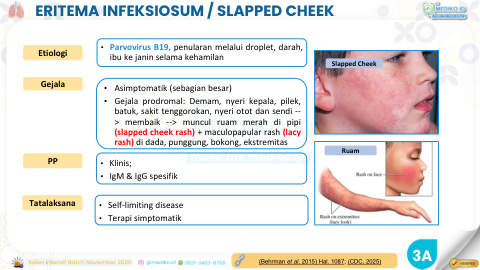 ERITEMA INFEKSIOSUM / SLAPPED CHEEK
Etiologi
• Parvovirus B19, penularan melalui droplet, darah,
ibu ke janin selama kehamilan
Gejala
• Asimptomatik (sebagian besar)
• Gejala prodromal: Demam, nyeri kepala, pilek,
batuk, sakit tenggorokan, nyeri otot dan sendi --
> membaik --> muncul ruam merah di pipi
(slapped cheek rash) + maculopapular rash (lacy
rash) di dada, punggung, bokong, ekstremitas
PP
• Klinis;
• IgM & IgG spesifik
Tatalaksana
• Self-limiting disease
• Terapi simptomatik
Slapped Cheek
Ruam
Rash on face
Rash on extremities
(lacy look)
(Behrman et al, 2015) Hal. 1087; (CDC, 2025)
3A